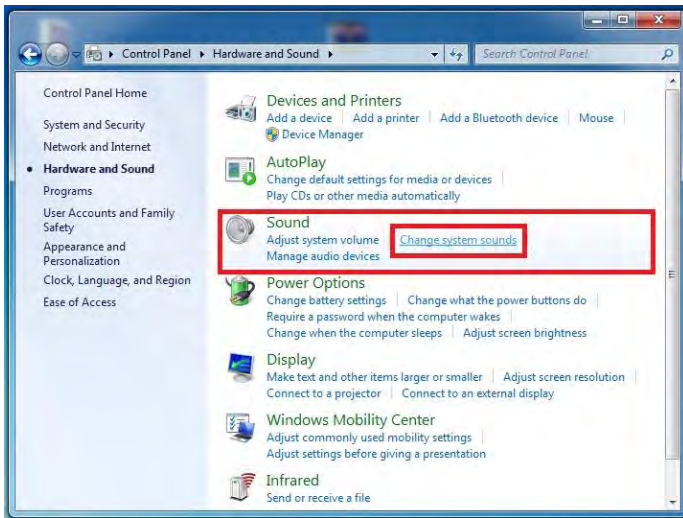 Control Panel Hardware and Sound Search Control Panel
Control Panel Home
System and Security
Network and Internet
Hardware and Sound
Programs
User Accounts and Family
Safety
Appearance and
Personalization
Clock, Language, and Region
Ease of Access
Devices and Printers
Add a device Add a printer Add a Bluetooth device Mouse
Device Manager
AutoPlay
Change default settings for media or devices
Play CDs or other media automatically
Sound
Adjust system volume Change system sounds
Manage audio devices
Power Options
Change battery settings Change what the power buttons do
Require a password when the computer wakes
Change when the computer sleeps Adjust screen brightness
Display
Make text and other items larger or smaller Adjust screen resolution
Connect to a projector Connect to an external display
Windows Mobility Center
Adjust commonly used mobility settings
Adjust settings before giving a presentation
Infrared
Send or receive a file